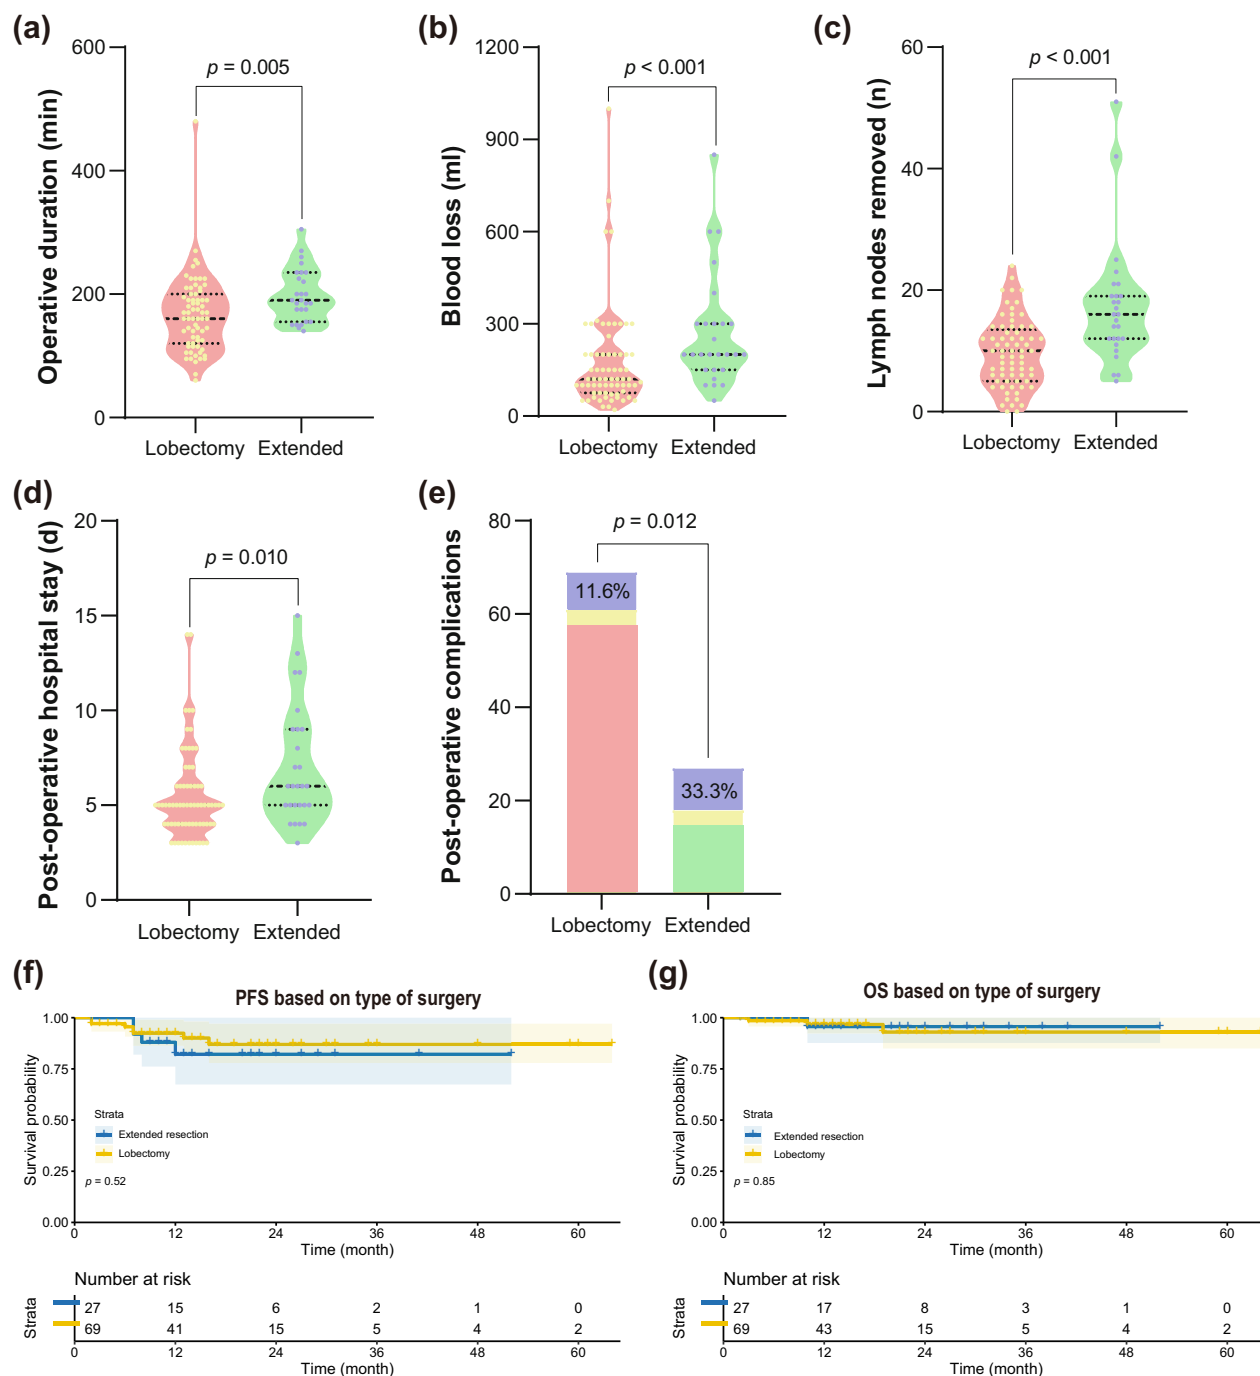 (a)
600
400
200
0
Operative duration (min)
p = 0.005
Lobectomy Extended
(b)
1200
900
600
300
0
Blood loss (ml)
p < 0.001
Lobectomy Extended
(c)
60
40
20
0
Lymph nodes removed (n)
p < 0.001
Lobectomy Extended
(d)
20
15
10
5
0
Post-operative hospital stay (d)
p = 0.010
Lobectomy Extended
(e)
80
60
40
20
0
Post-operative complications
p = 0.012
11.6%
33.3%
Lobectomy Extended
(f)
PFS based on type of surgery
1.00
0.75
0.50
0.25
0.00
Survival probability
Strata
Extended resection
Lobectomy
p = 0.52
0 12 24 36 48 60
Time (month)
Number at risk
Strata
27 15 6 2 1 0
69 41 15 5 4 2
0 12 24 36 48 60
Time (month)
(g)
OS based on type of surgery
1.00
0.75
0.50
0.25
0.00
Survival probability
Strata
Extended resection
Lobectomy
p = 0.85
0 12 24 36 48 60
Time (month)
Number at risk
Strata
27 17 8 3 1 0
69 43 15 5 4 2
0 12 24 36 48 60
Time (month)